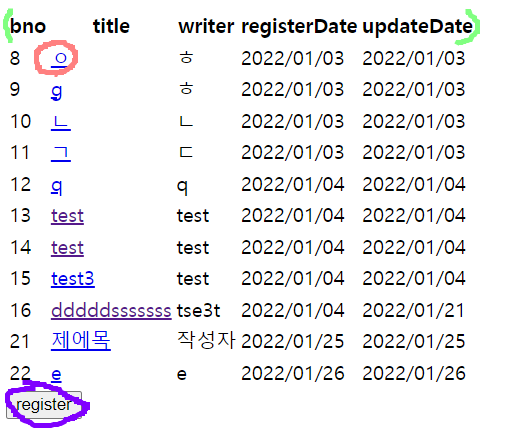 bno title writer registerDate updateDate
8 ㅇ ㅎ 2022/01/03 2022/01/03
9 g ㅎ 2022/01/03 2022/01/03
10 ㄴ ㄴ 2022/01/03 2022/01/03
11 ㄱ ㄷ 2022/01/03 2022/01/03
12 q q 2022/01/04 2022/01/04
13 test test 2022/01/04 2022/01/04
14 test test 2022/01/04 2022/01/04
15 test3 test 2022/01/04 2022/01/04
16 dddddsssssss tse3t 2022/01/04 2022/01/21
21 제에목 작성자 2022/01/25 2022/01/25
22 e e 2022/01/26 2022/01/26
register